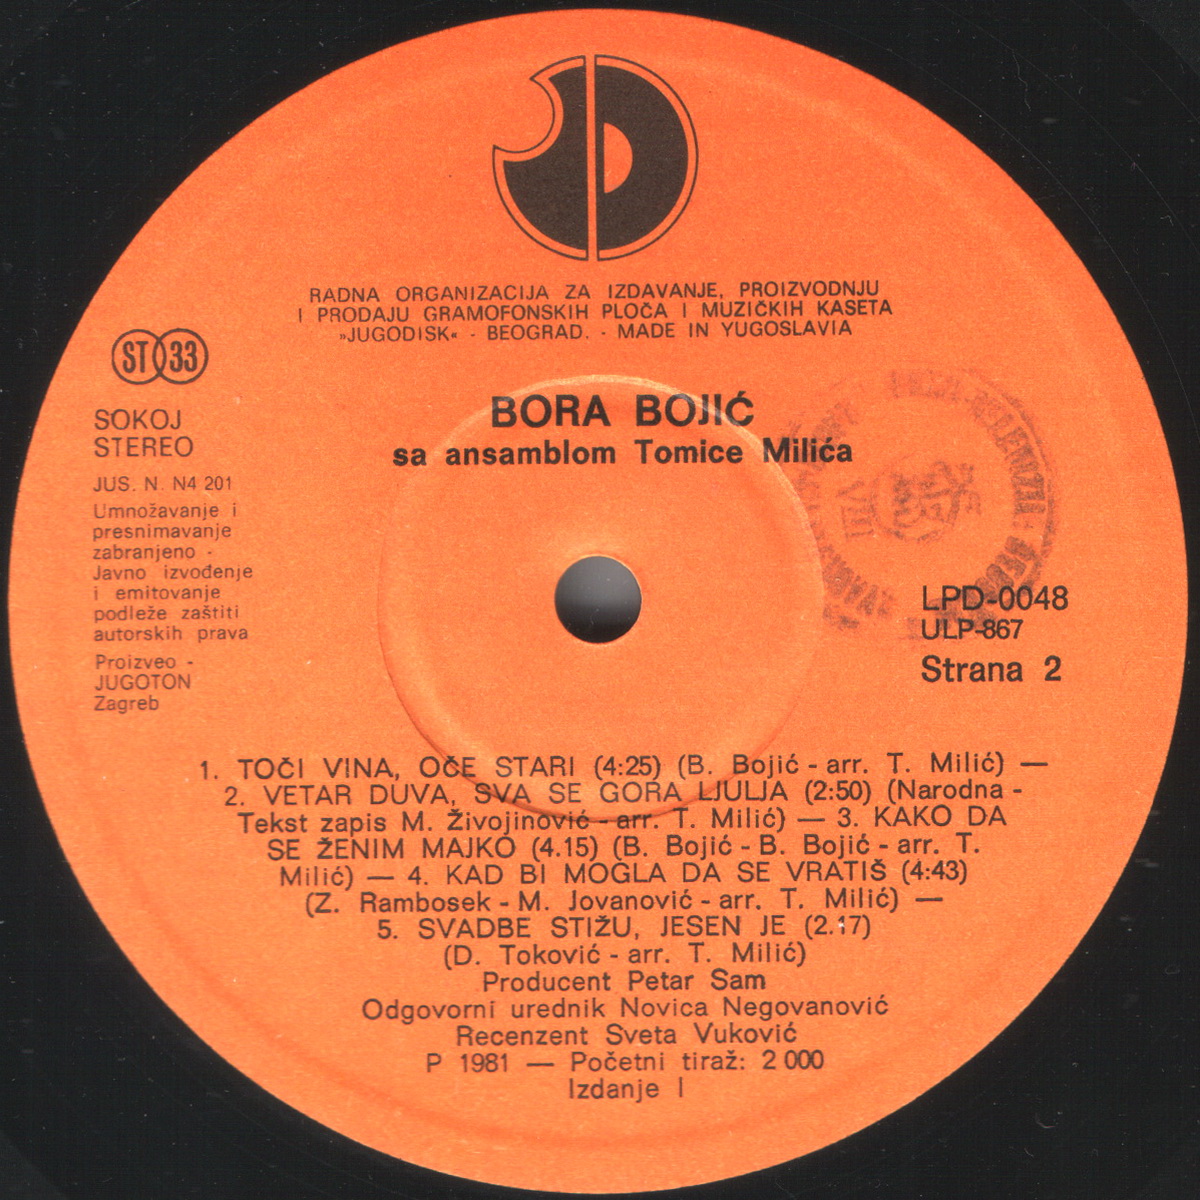 RADNA ORGANIZACIJA ZA IZDAVANJE, PROIZVODNJU
I PRODAJU GRAMOFONSKIH PLOČA I MUZIČKIH KASETA
»JUGODISK« - BEOGRAD. - MADE IN YUGOSLAVIA
ST 33
SOKOJ
STEREO
JUS. N. N4 201
Umnožavanje i
presnimavanje
zabranjeno -
Javno izvođenje
i emitovanje
podleže zaštiti
autorskih prava
Proizveo -
JUGOTON
Zagreb
BORA BOJIĆ
sa ansamblom Tomice Milića
VIII
LPD-0048
ULP-867
Strana 2
1. TOČI VINA, OČE STARI (4:25) (B. Bojić - arr. T. Milić) —
2. VETAR DUVA, SVA SE GORA LJULJA (2:50) (Narodna -
Tekst zapis M. Živojinović - arr. T. Milić) — 3. KAKO DA
SE ŽENIM MAJKO (4.15) (B. Bojić - B. Bojić - arr. T.
Milić) — 4. KAD BI MOGLA DA SE VRATIŠ (4:43)
(Z. Rambosek - M. Jovanović - arr. T. Milić) —
5. SVADBE STIŽU, JESEN JE (2.17)
(D. Toković - arr. T. Milić)
Producent Petar Sam
Odgovorni urednik Novica Negovanović
Recenzent Sveta Vuković
P 1981 — Početni tiraž: 2 000
Izdanje I